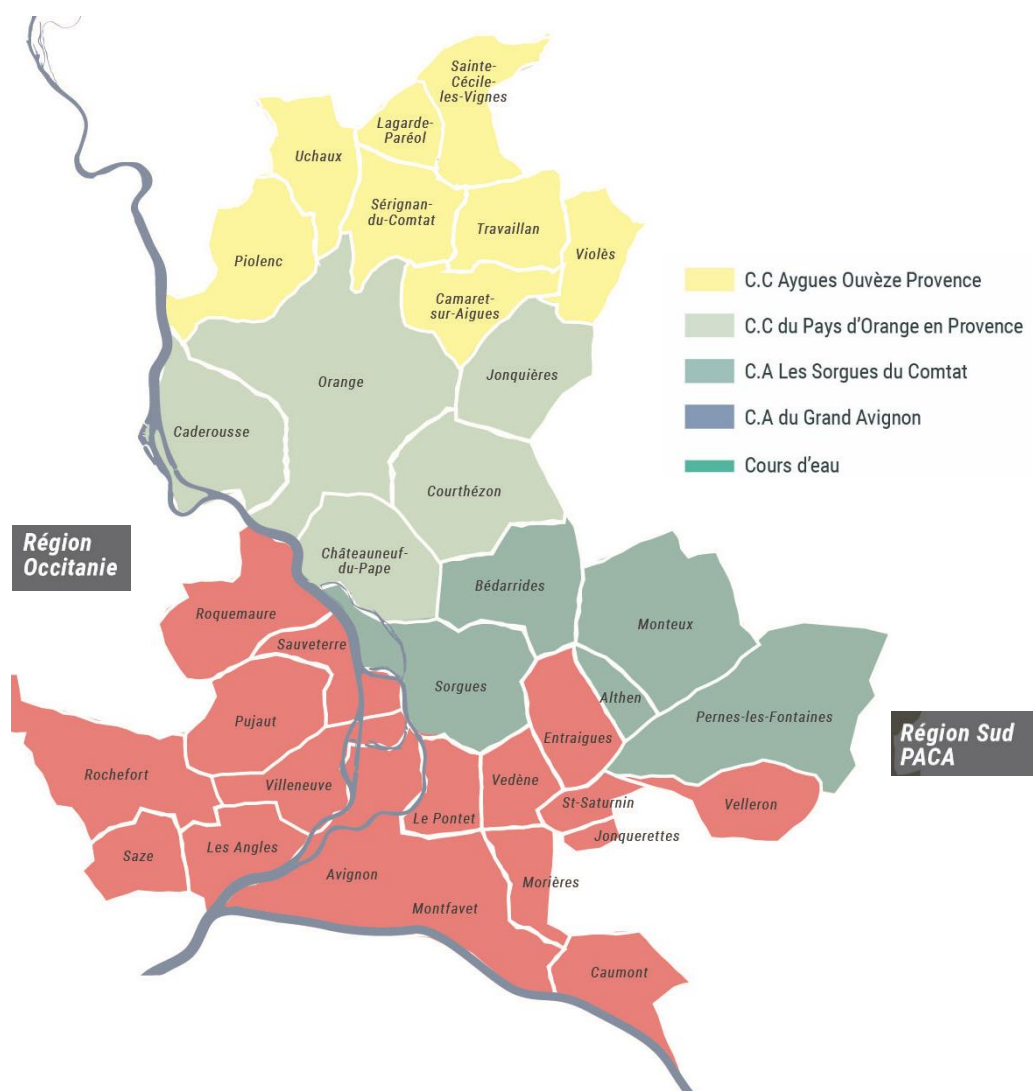 Sainte-
Cécile-
les-Vignes
Lagarde-
Paréol
Uchaux
Sérignan-
du-Comtat
Travaillan
Violès
Piolenc
Camaret-
sur-Aigues
C.C Aygues Ouvèze Provence
C.C du Pays d'Orange en Provence
C.A Les Sorgues du Comtat
C.A du Grand Avignon
Cours d'eau
Orange
Jonquières
Caderousse
Courthézon
Région
Occitanie
Châteauneuf-
du-Pape
Bédarrides
Roquemaure
Monteux
Sauveterre
Sorgues
Althen
Pernes-les-Fontaines
Pujaut
Entraigues
Région Sud
PACA
Rochefort
Villeneuve
Vedène
St-Saturnin
Velleron
Le Pontet
Jonquerettes
Saze
Les Angles
Avignon
Morières
Montfavet
Caumont